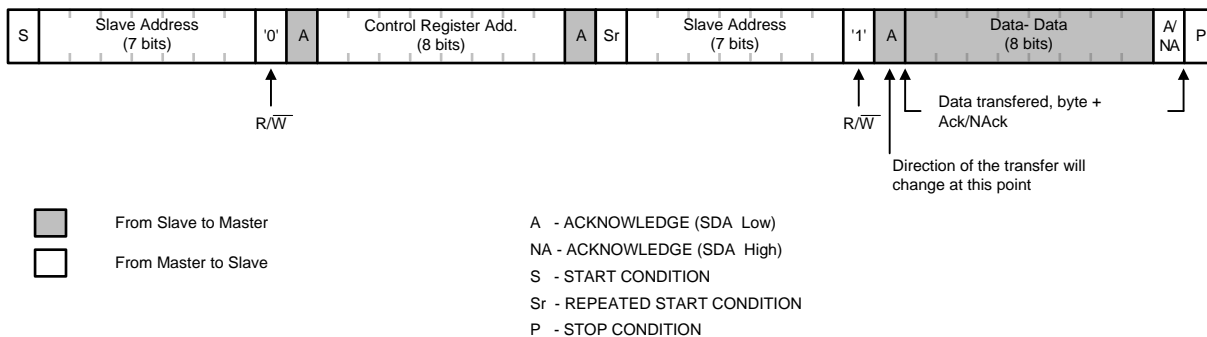 S Slave Address (7 bits) '0' A Control Register Add. (8 bits) A Sr Slave Address (7 bits) '1' A Data- Data (8 bits) A/ NA P
R/W
R/W
Data transfered, byte +
Ack/NAck
Direction of the transfer will
change at this point
From Slave to Master
From Master to Slave
A - ACKNOWLEDGE (SDA Low)
NA - ACKNOWLEDGE (SDA High)
S - START CONDITION
Sr - REPEATED START CONDITION
P - STOP CONDITION